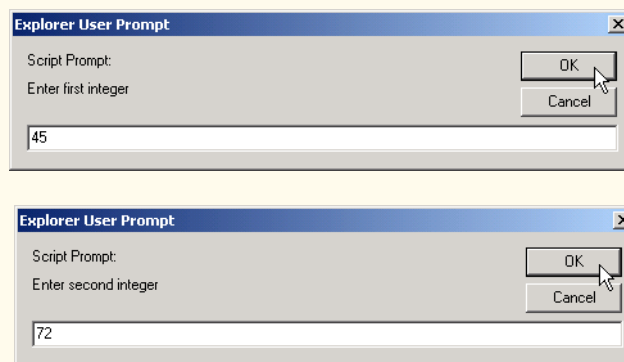 Explorer User Prompt
Script Prompt:
OK
Enter first integer
Cancel
45
Explorer User Prompt
Script Prompt:
OK
Enter second integer
Cancel
72